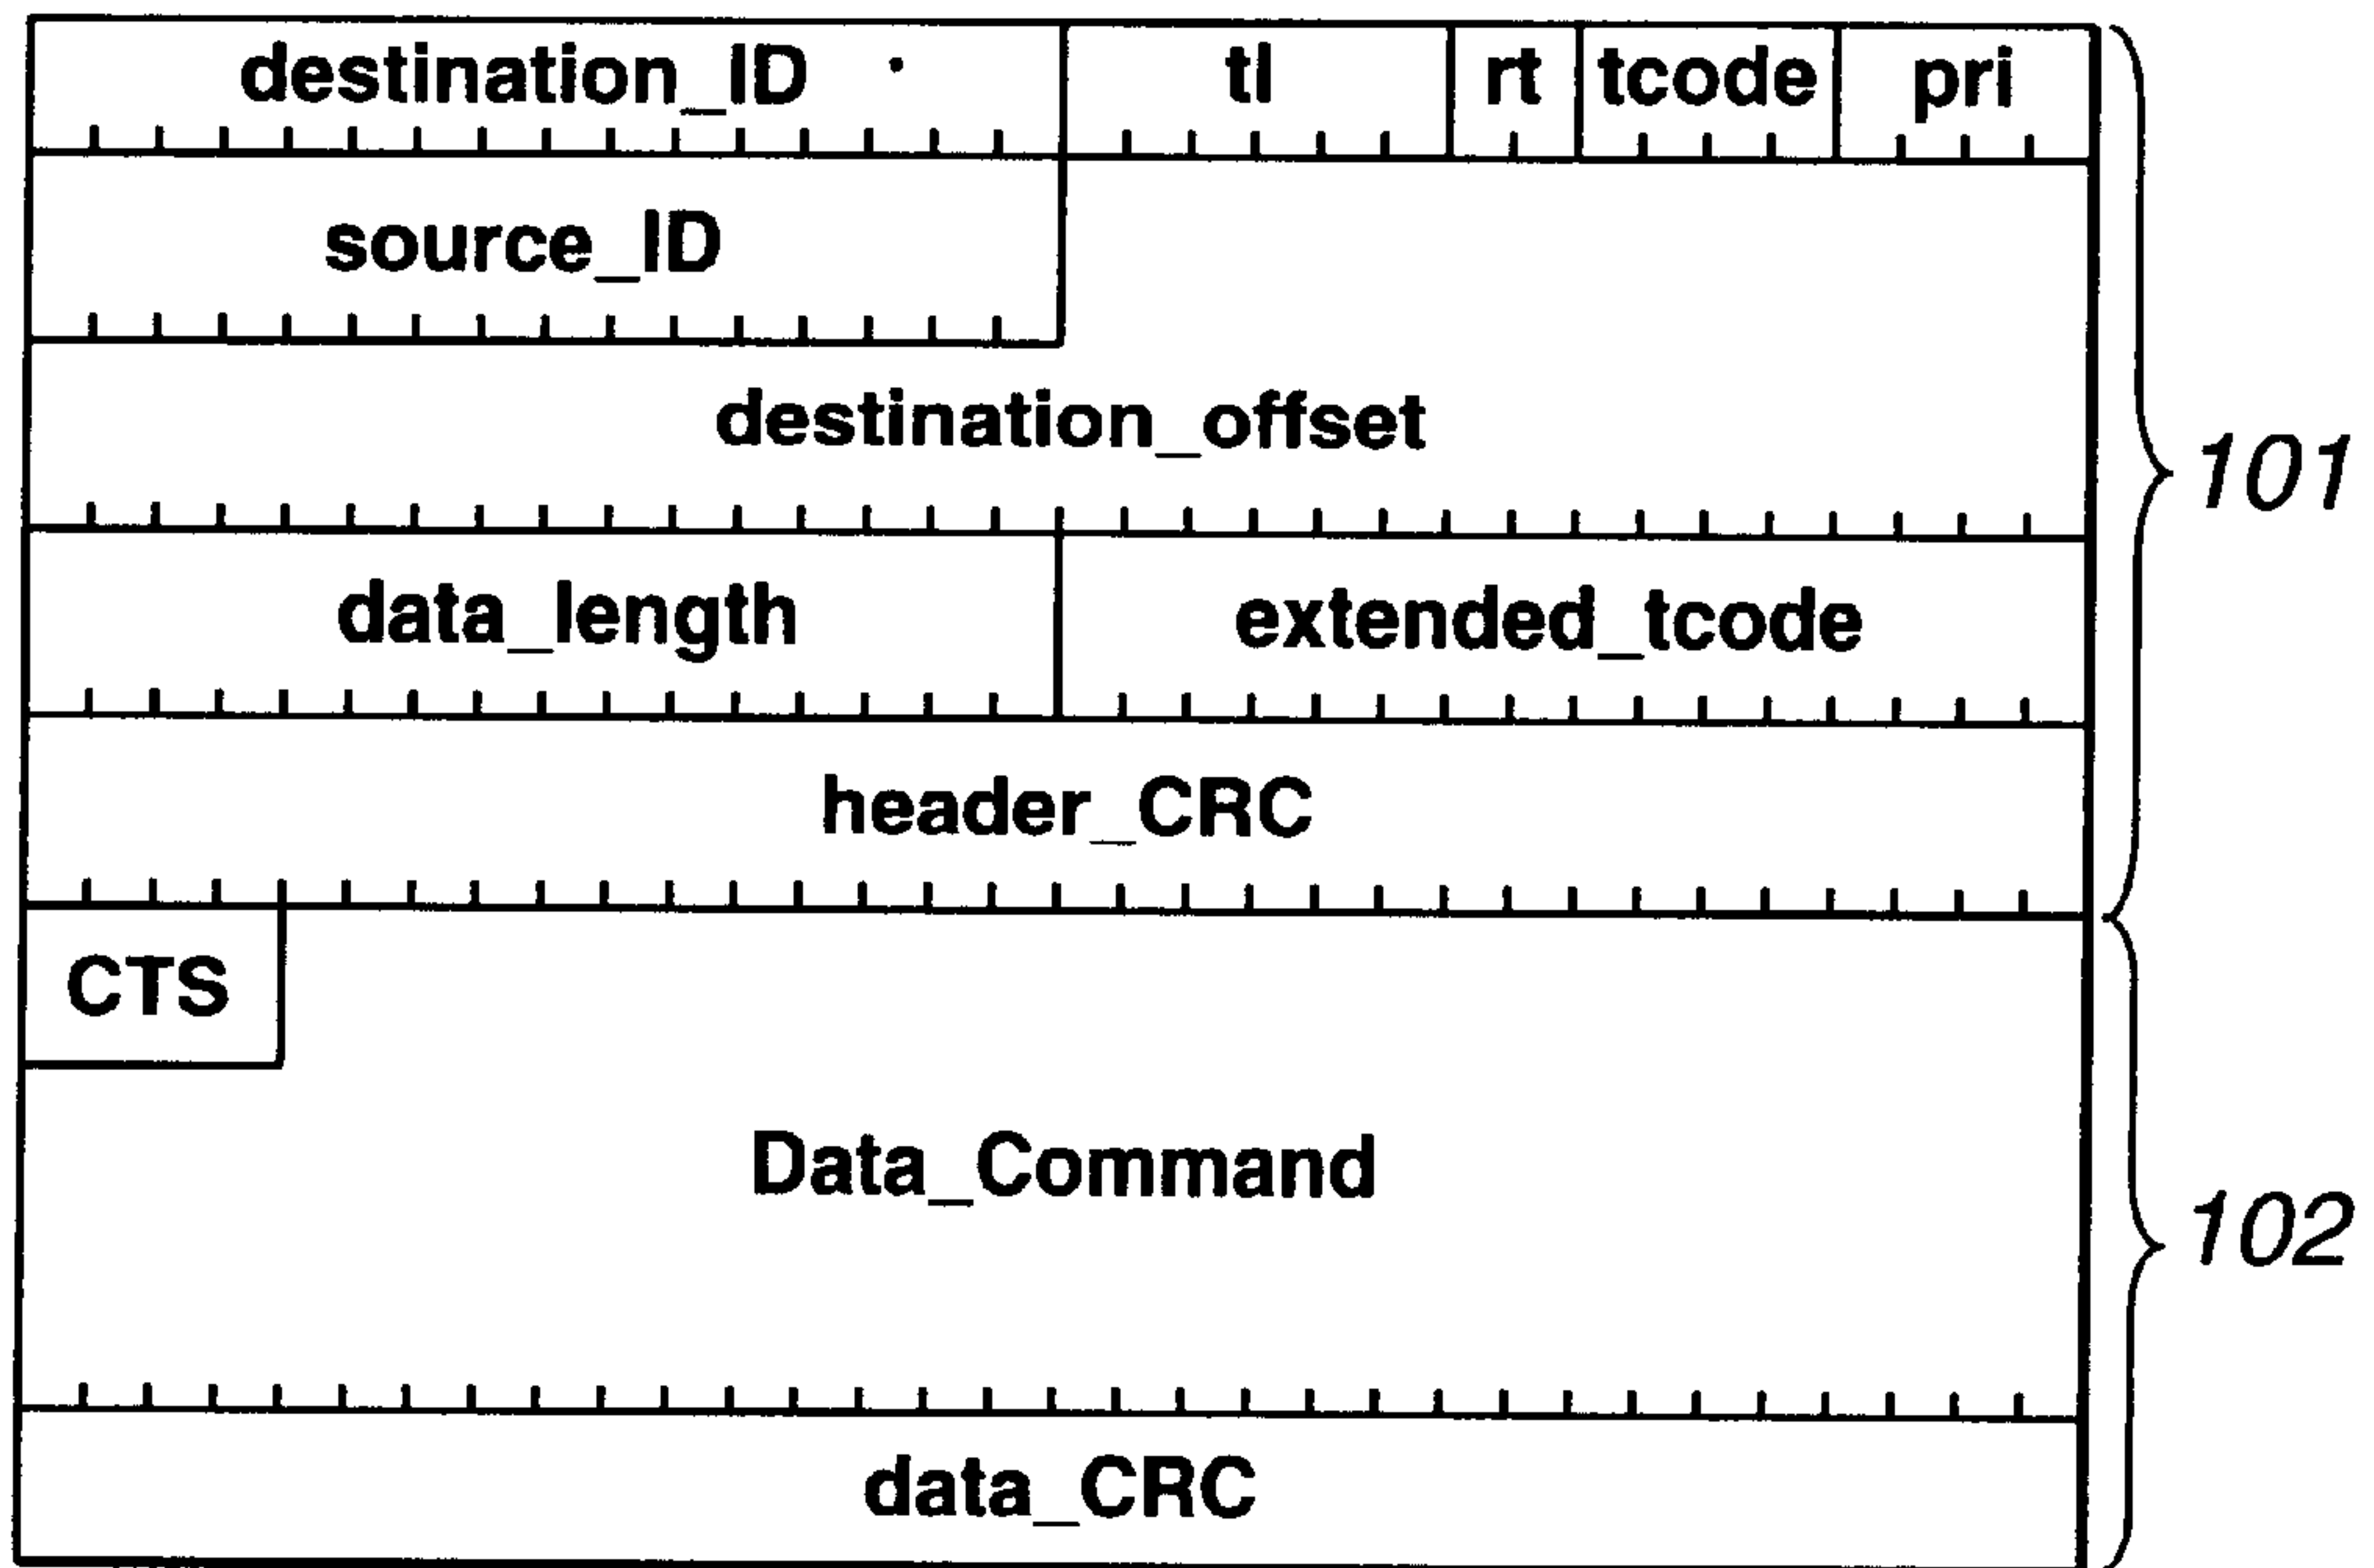 destination_ID tl rt tcode pri
source_ID
destination_offset
101
data_length extended_tcode
header_CRC
CTS
Data_Command
102
data_CRC